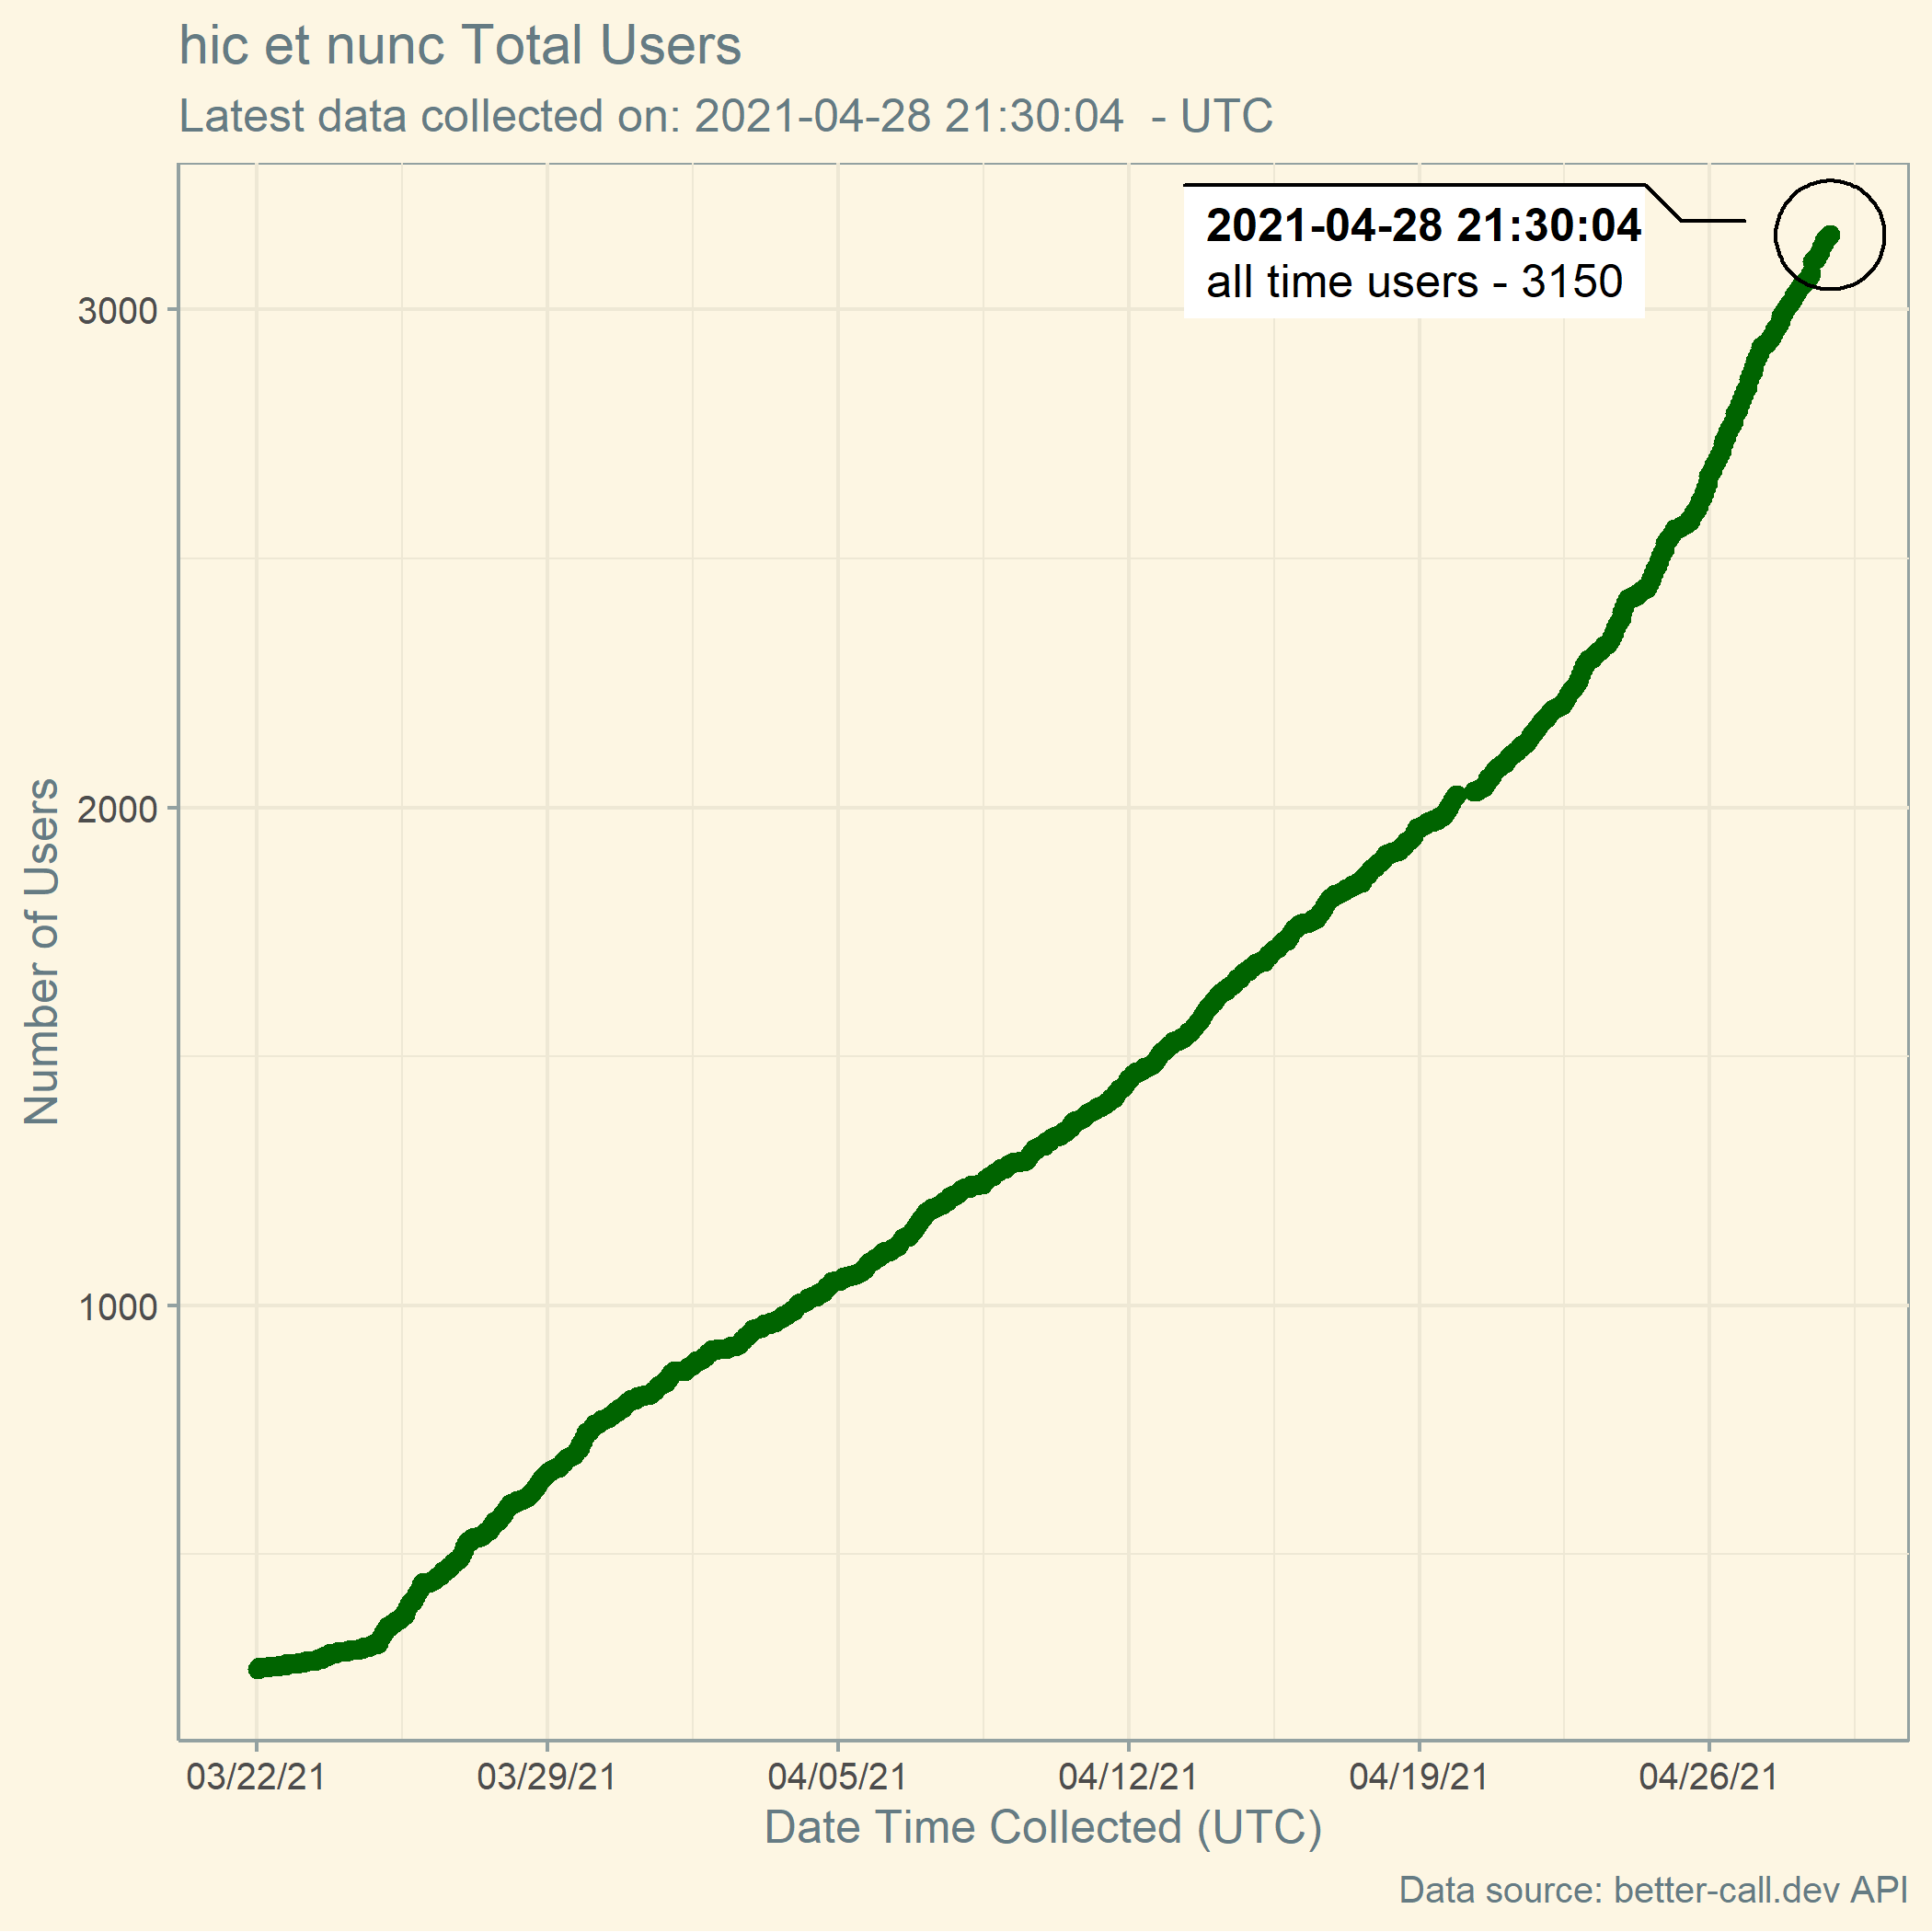 hic et nunc Total Users
Latest data collected on: 2021-04-28 21:30:04  - UTC
2021-04-28 21:30:04
all time users - 3150
Number of Users
3000
2000
1000
03/22/21 03/29/21 04/05/21 04/12/21 04/19/21 04/26/21
Date Time Collected (UTC)
Data source: better-call.dev API